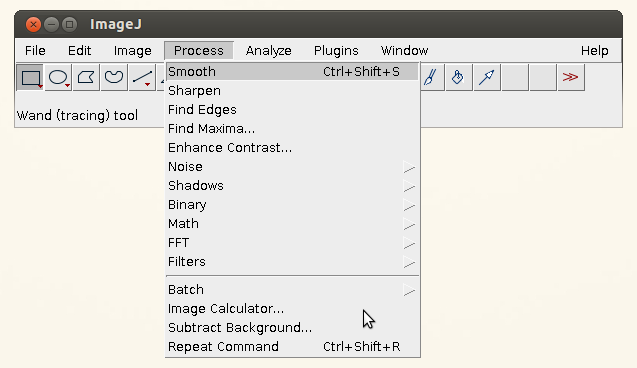 ImageJ
File Edit Image Process Analyze Plugins Window Help
>>
Wand (tracing) tool
Smooth Ctrl+Shift+S
Sharpen
Find Edges
Find Maxima...
Enhance Contrast...
Noise
Shadows
Binary
Math
FFT
Filters
Batch
Image Calculator...
Subtract Background...
Repeat Command Ctrl+Shift+R